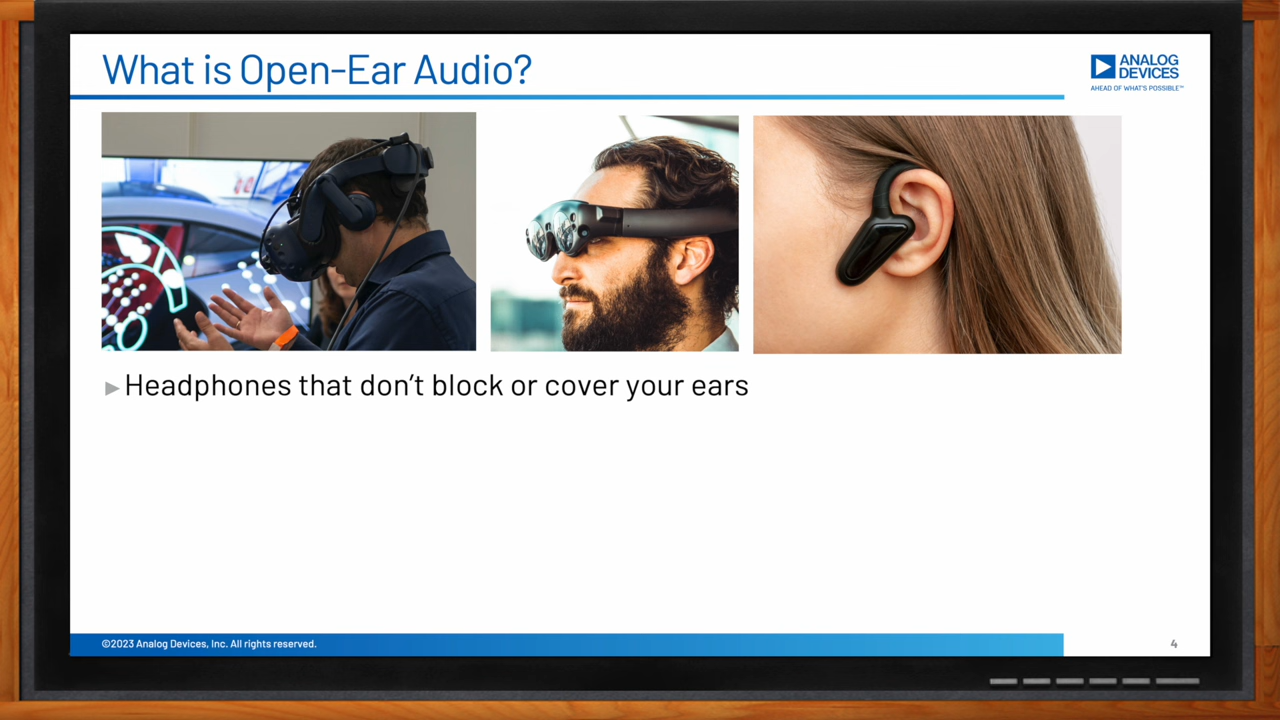 What is Open-Ear Audio?
ANALOG
DEVICES
AHEAD OF WHAT'S POSSIBLE™
▸Headphones that don't block or cover your ears
©2023 Analog Devices, Inc. All rights reserved.
4